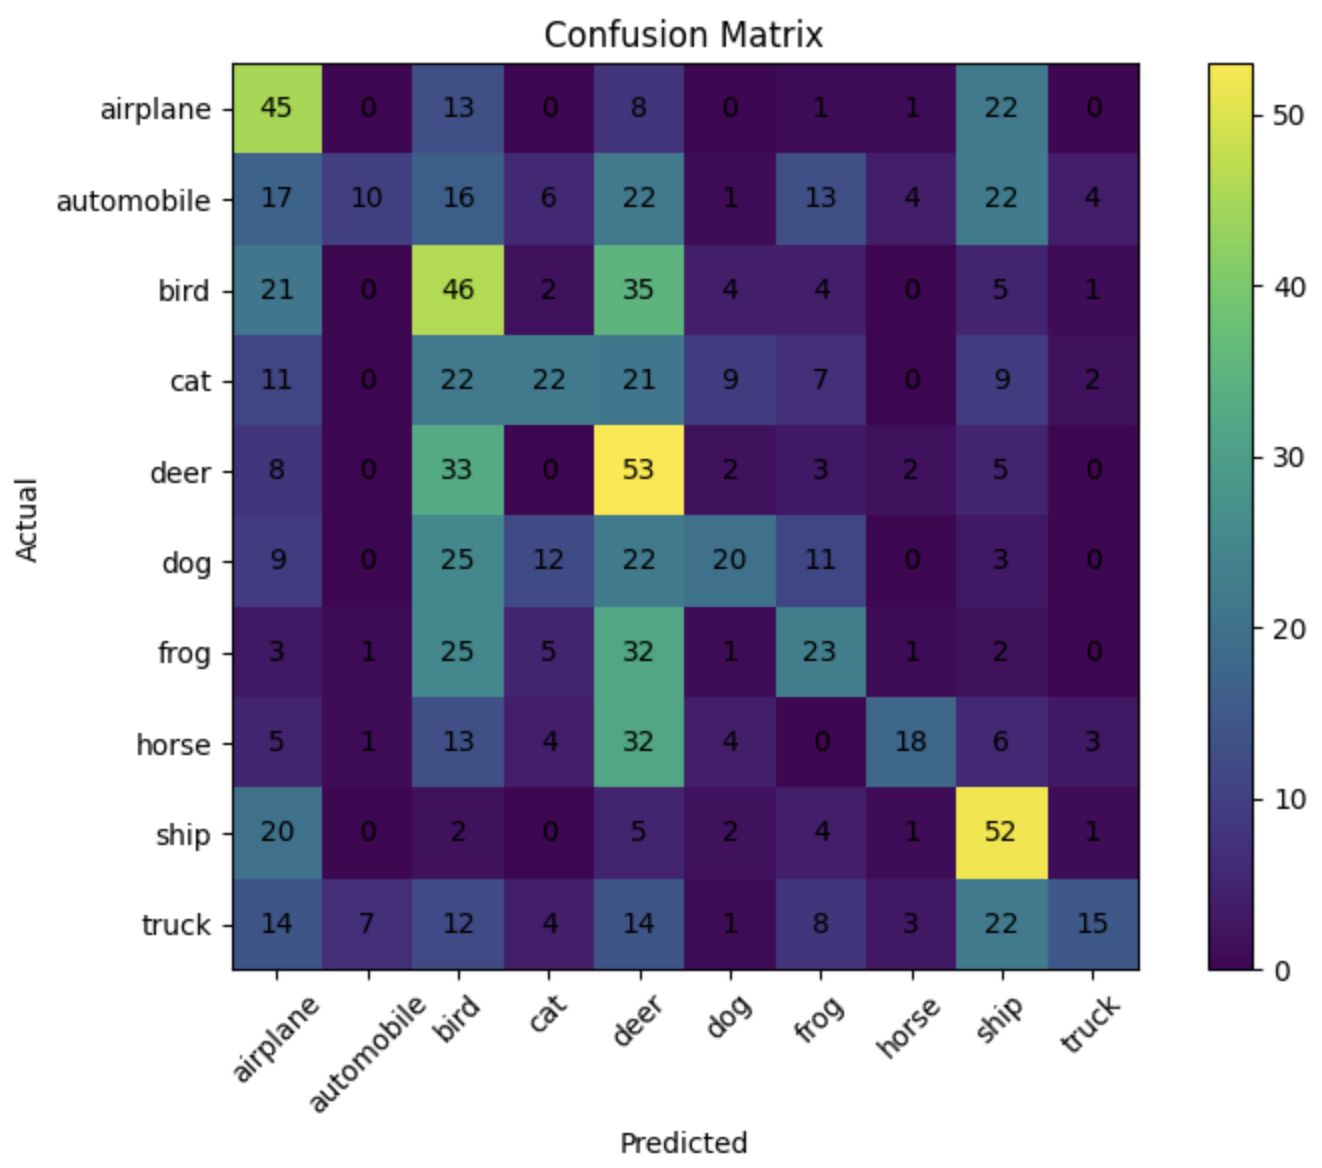 Confusion Matrix
airplane 45 0 13 0 8 0 1 1 22 0
automobile 17 10 16 6 22 1 13 4 22 4
bird 21 0 46 2 35 4 4 0 5 1
cat 11 0 22 22 21 9 7 0 9 2
deer 8 0 33 0 53 2 3 2 5 0
dog 9 0 25 12 22 20 11 0 3 0
frog 3 1 25 5 32 1 23 1 2 0
horse 5 1 13 4 32 4 0 18 6 3
ship 20 0 2 0 5 2 4 1 52 1
truck 14 7 12 4 14 1 8 3 22 15
airplane automobile bird cat deer dog frog horse ship truck
Actual
Predicted
50
40
30
20
10
0